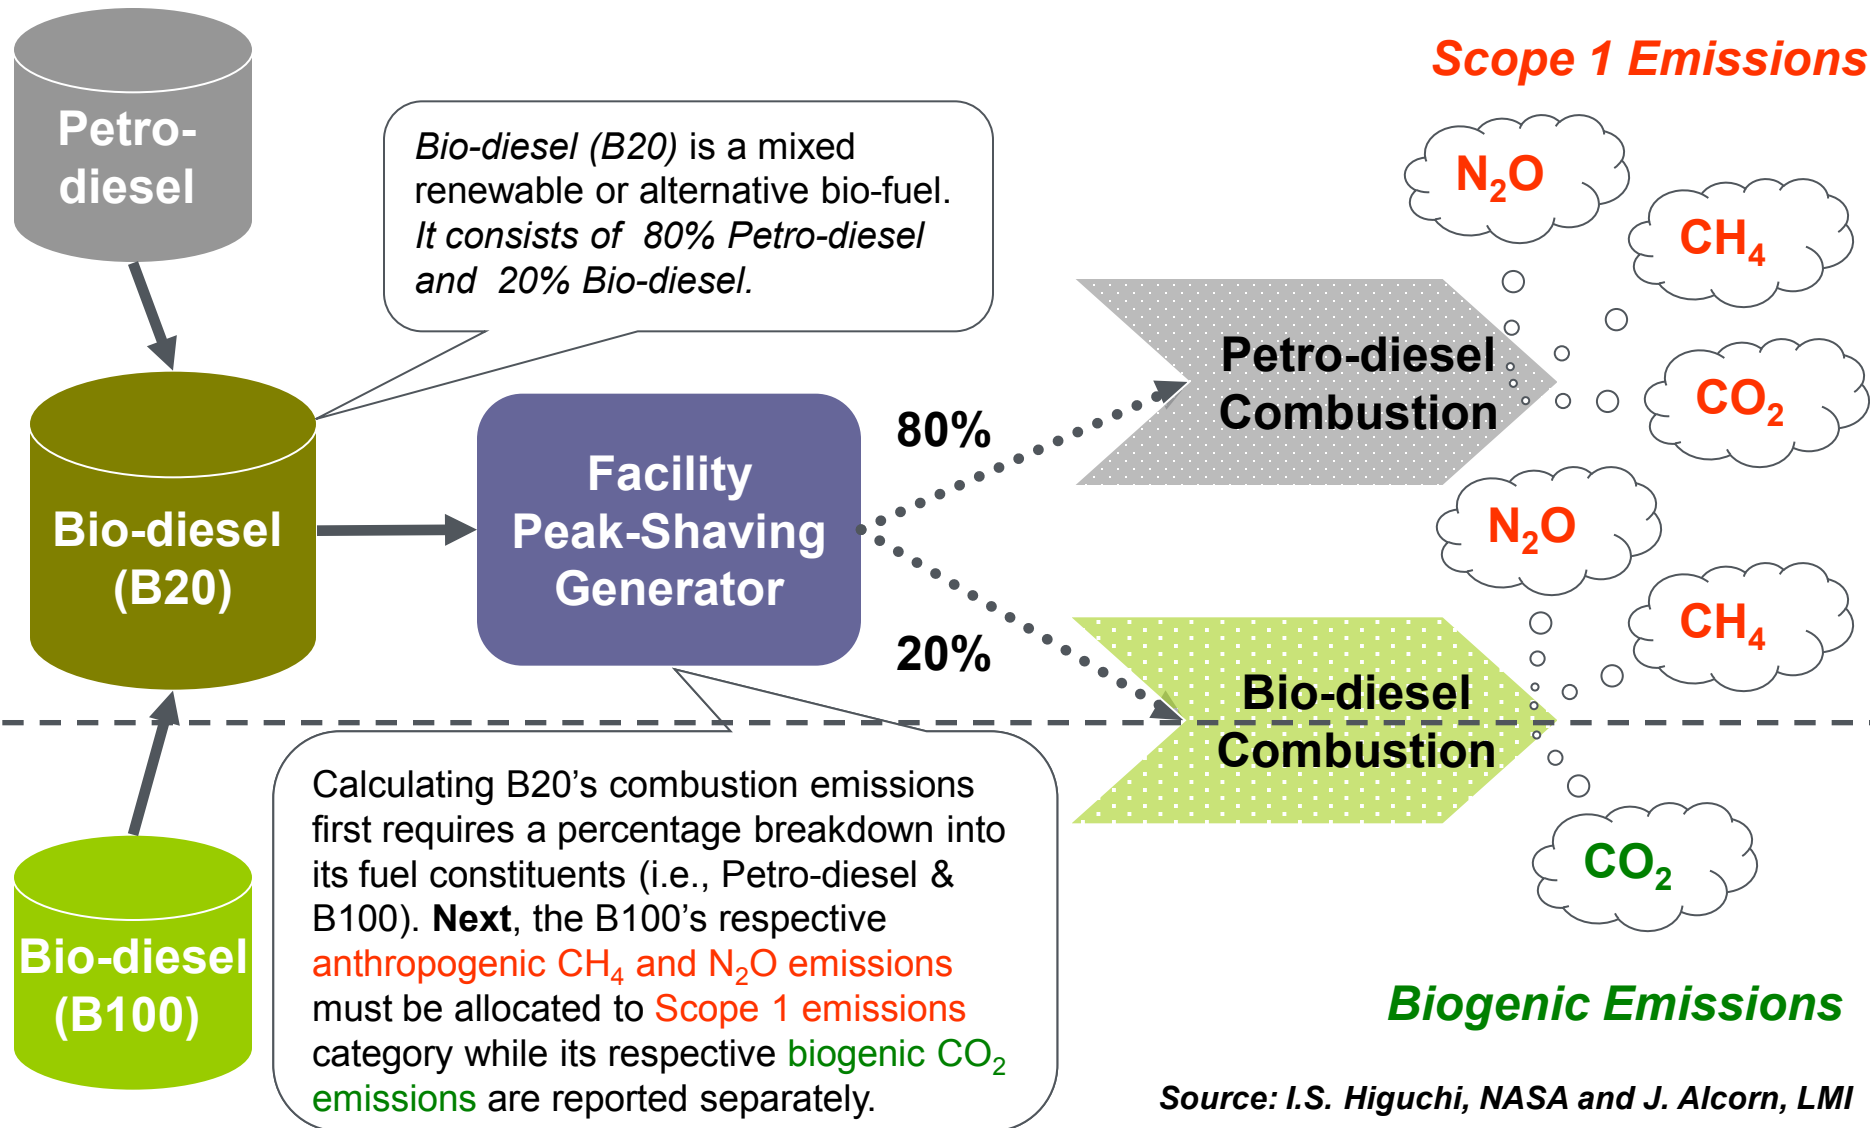 Petro-
diesel
Bio-diesel (B20) is a mixed
renewable or alternative bio-fuel.
It consists of 80% Petro-diesel
and 20% Bio-diesel.
Scope 1 Emissions
N₂O
CH₄
CO₂
Petro-diesel
Combustion
80%
Bio-diesel
(B20)
Facility
Peak-Shaving
Generator
20%
N₂O
CH₄
Bio-diesel
Combustion
CO₂
Bio-diesel
(B100)
Calculating B20’s combustion emissions
first requires a percentage breakdown into
its fuel constituents (i.e., Petro-diesel &
B100). Next, the B100’s respective
anthropogenic CH₄ and N₂O emissions
must be allocated to Scope 1 emissions
category while its respective biogenic CO₂
emissions are reported separately.
Biogenic Emissions
Source: I.S. Higuchi, NASA and J. Alcorn, LMI